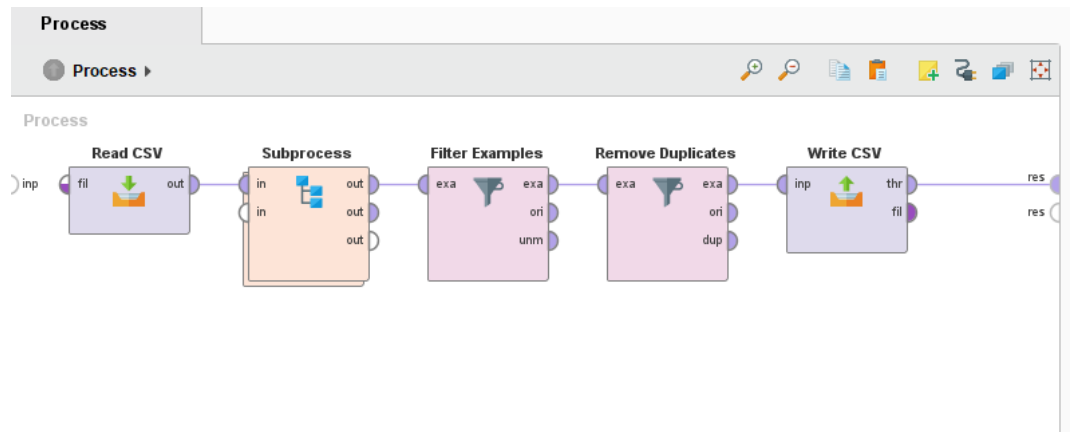 Process
Process
Process
Read CSV
Subprocess
Filter Examples
Remove Duplicates
Write CSV
inp
fil
out
in
out
in
out
out
exa
exa
ori
unm
exa
exa
ori
dup
inp
thr
fil
res
res